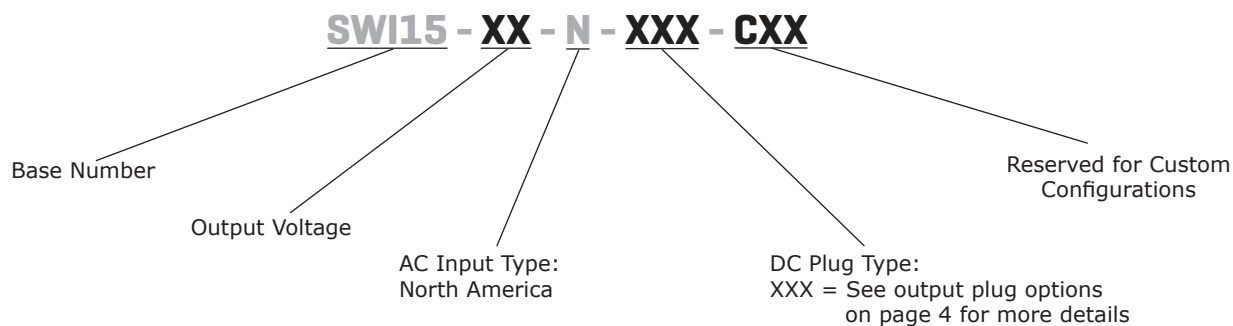 SWI15 - XX - N - XXX - CXX
Base Number
Output Voltage
AC Input Type:
North America
DC Plug Type:
XXX = See output plug options
on page 4 for more details
Reserved for Custom
Configurations